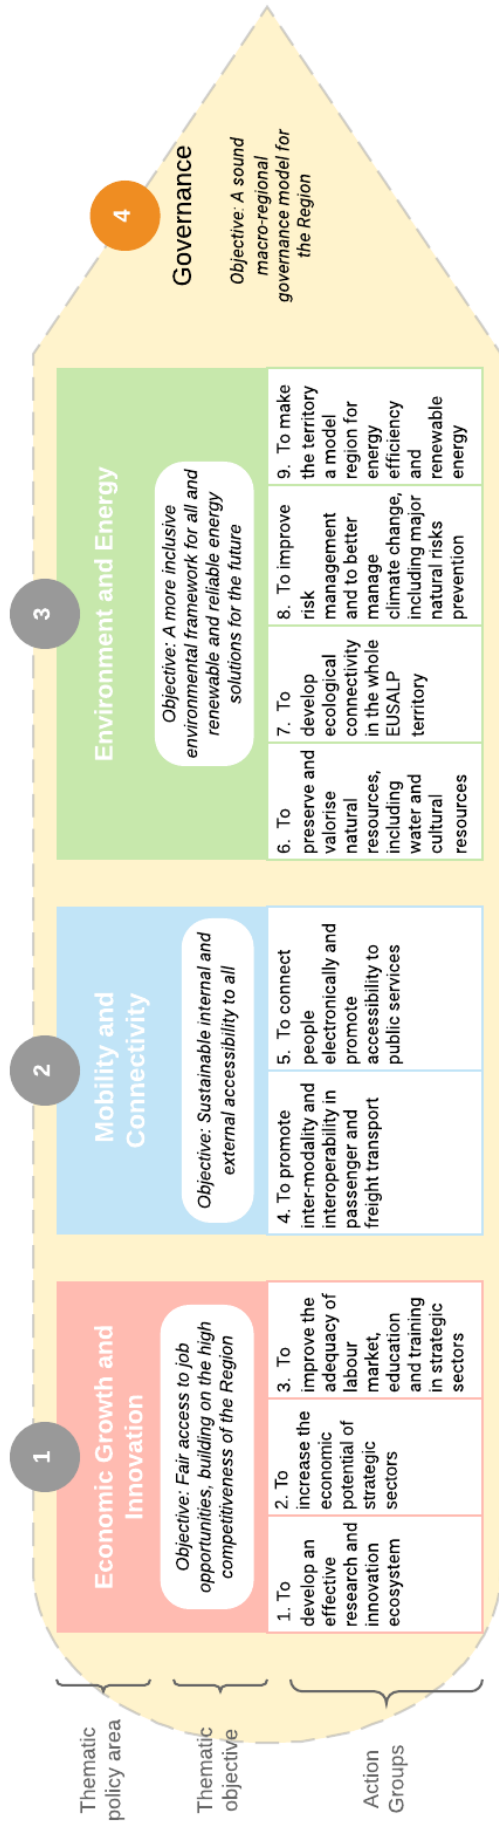 Thematic
policy area
Thematic
objective
Action
Groups
1
Economic Growth and
Innovation
Objective: Fair access to job
opportunities, building on the high
competitiveness of the Region
1. To
develop an
effective
research and
innovation
ecosystem
2. To
increase the
economic
potential of
strategic
sectors
3. To
improve the
adequacy of
labour
market,
education
and training
in strategic
sectors
2
Mobility and
Connectivity
Objective: Sustainable internal and
external accessibility to all
4. To promote
inter-modality and
interoperability in
passenger and
freight transport
5. To connect
people
electronically and
promote
accessibility to
public services
3
Environment and Energy
Objective: A more inclusive
environmental framework for all and
renewable and reliable energy
solutions for the future
6. To
preserve and
valorise
natural
resources,
including
water and
cultural
resources
7. To
develop
ecological
connectivity
in the whole
EUSALP
territory
8. To improve
risk
management
and to better
manage
climate change,
including major
natural risks
prevention
9. To make
the territory
a model
region for
energy
efficiency
and
renewable
energy
4
Governance
Objective: A sound
macro-regional
governance model for
the Region